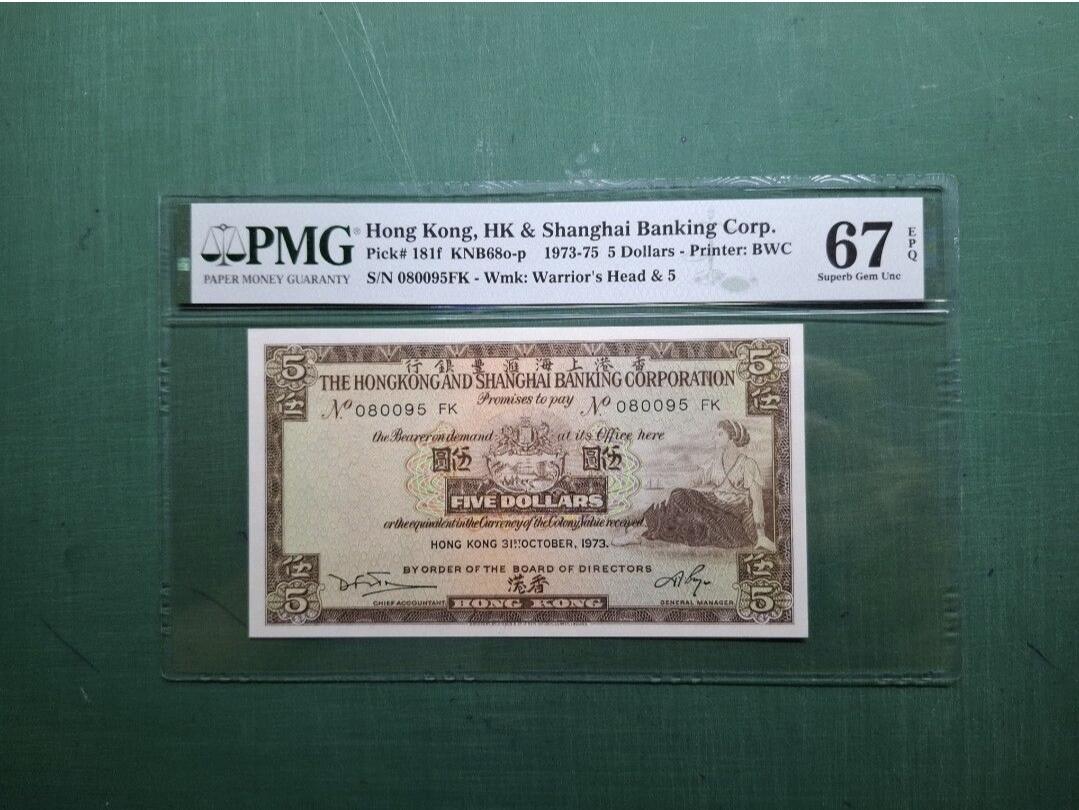 PMG®
PAPER MONEY GUARANTY
Hong Kong, HK & Shanghai Banking Corp.
Pick# 181f KNB68o-p 1973-75 5 Dollars - Printer: BWC
S/N 080095FK - Wmk: Warrior's Head & 5
67
EPQ
Superb Gem Unc
5
5
行銀豐滙海上港香
THE HONGKONG AND SHANGHAI BANKING CORPORATION
伍
伍
Promises to pay
Nº 080095 FK
Nº 080095 FK
the Bearer on demand at its Office here
圓伍
圓伍
FIVE DOLLARS
or the equivalent in the Currency of the Colony Value received
HONG KONG 31ST OCTOBER, 1973.
伍
伍
BY ORDER OF THE BOARD OF DIRECTORS
港香
5
5
CHIEF ACCOUNTANT
HONG KONG
GENERAL MANAGER